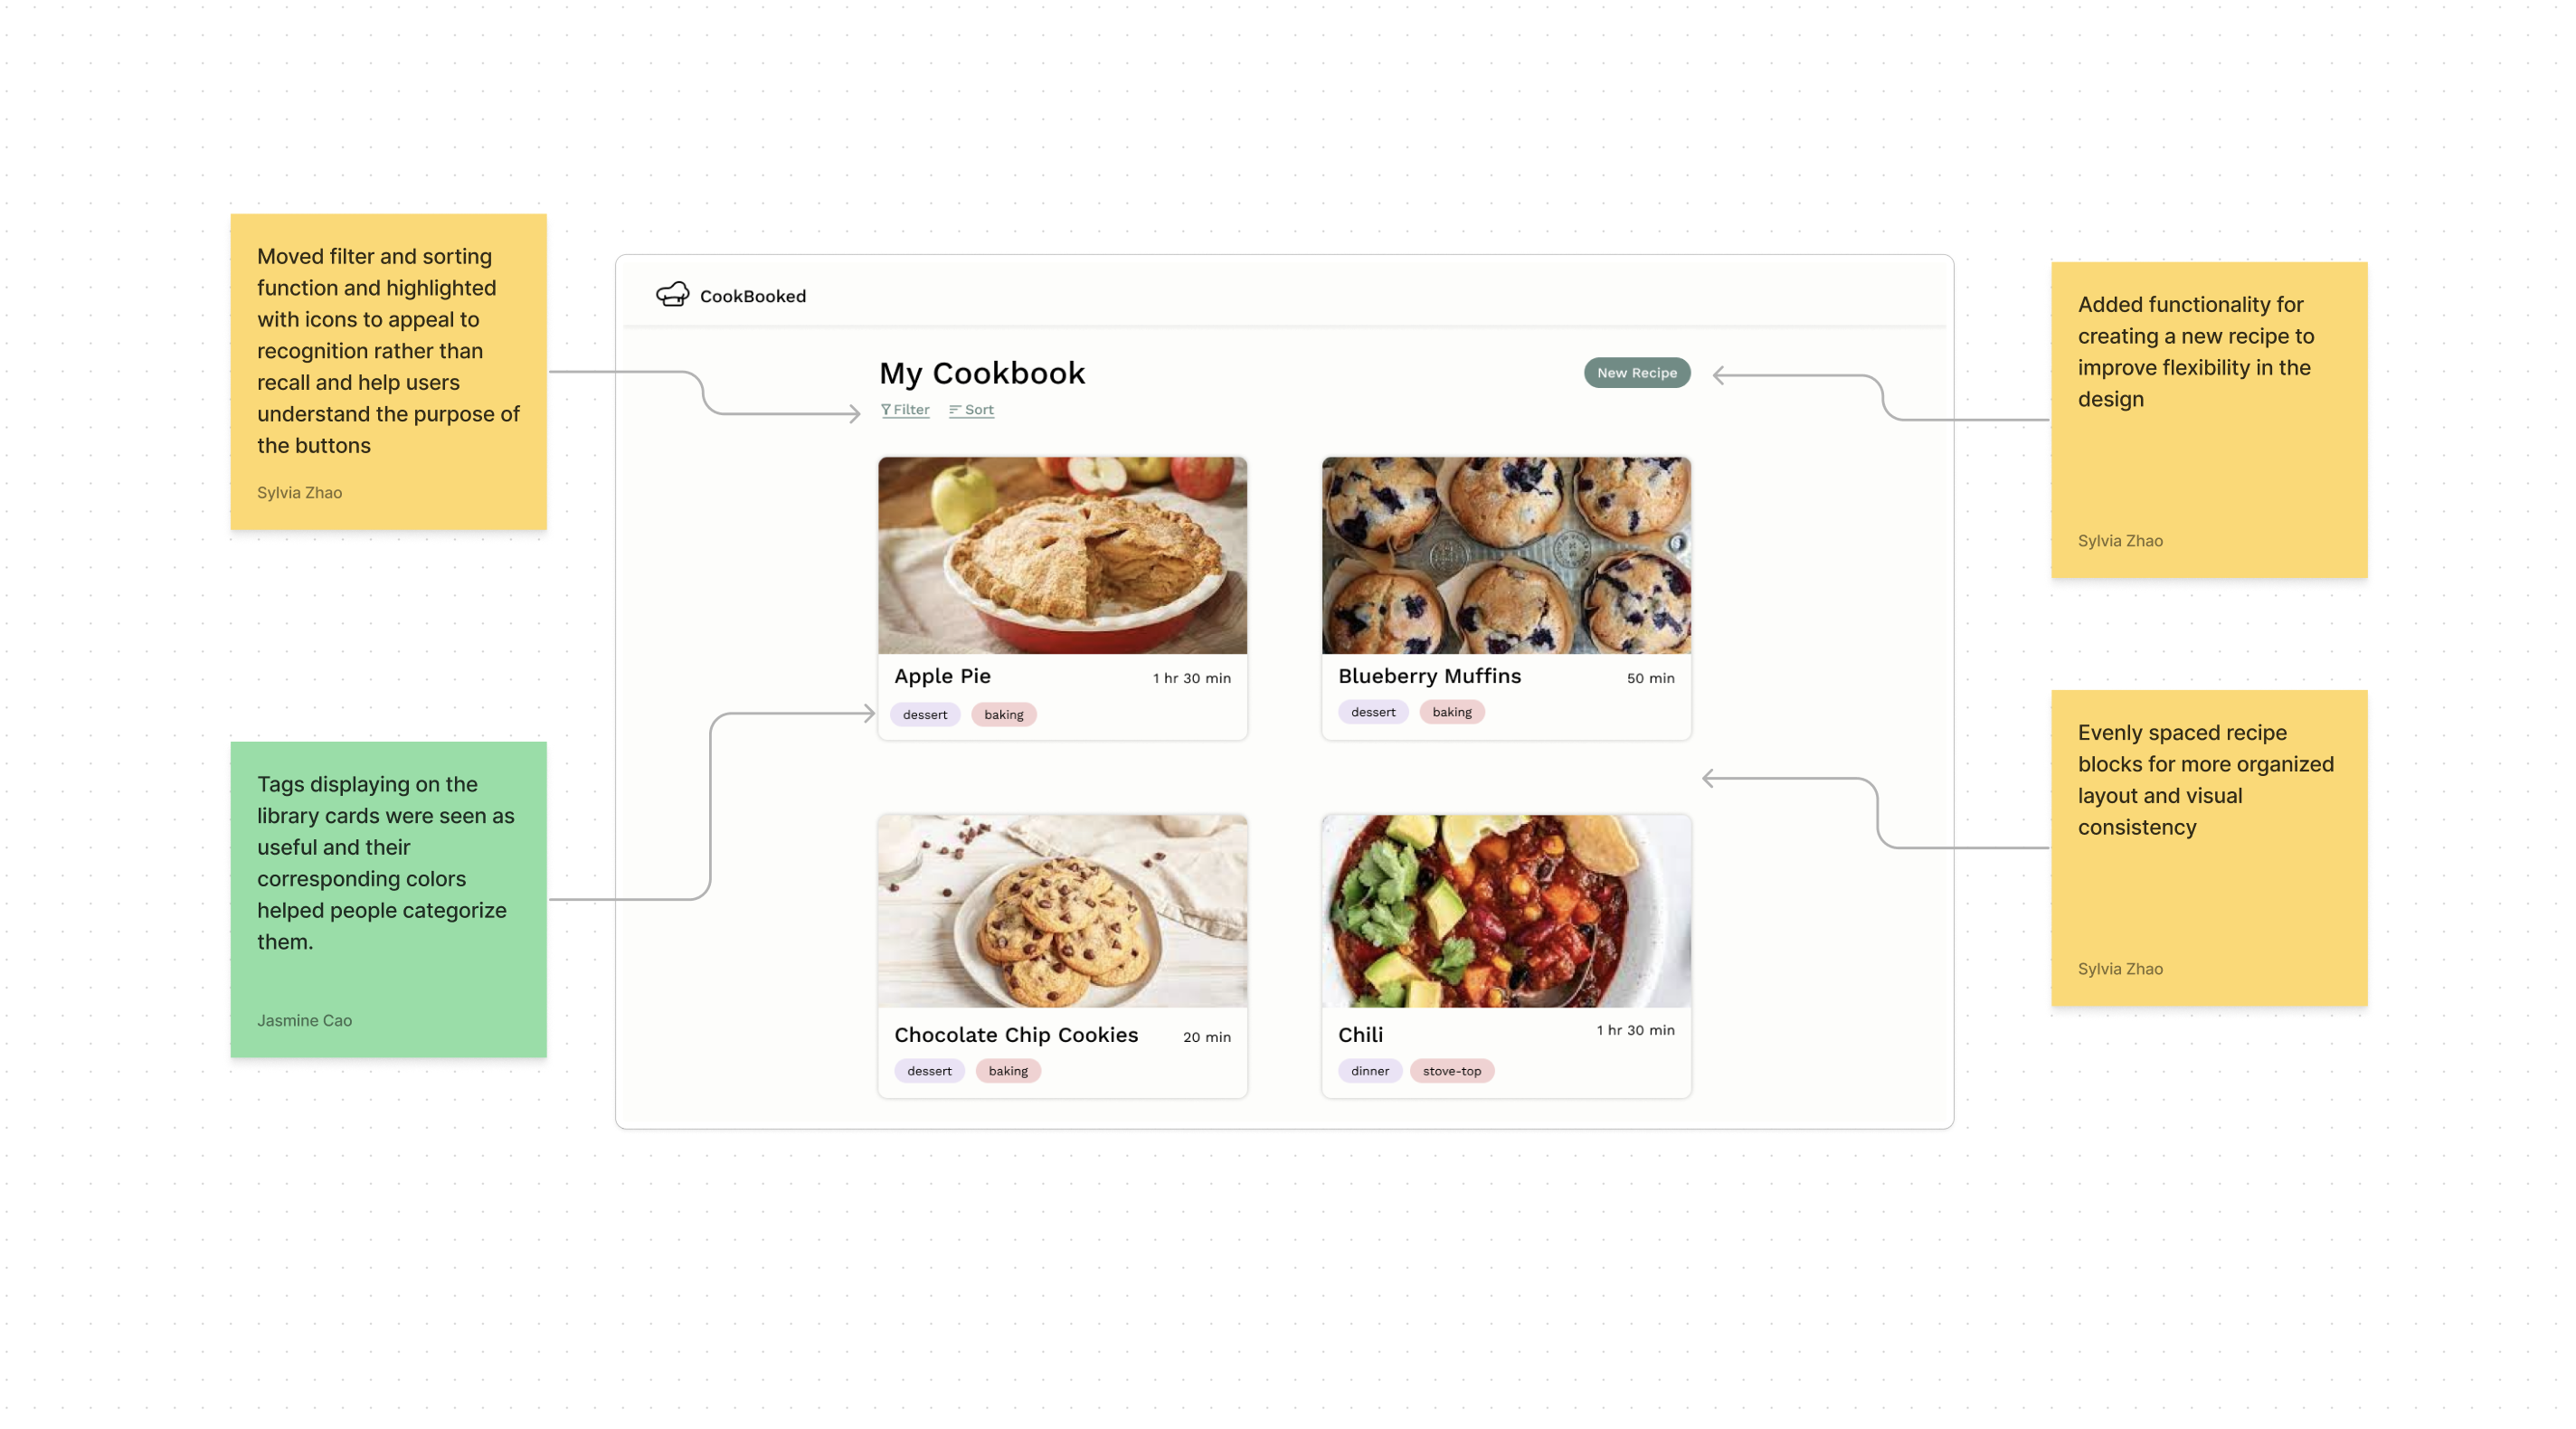 Moved filter and sorting
function and highlighted
with icons to appeal to
recognition rather than
recall and help users
understand the purpose of
the buttons
Sylvia Zhao
Tags displaying on the
library cards were seen as
useful and their
corresponding colors
helped people categorize
them.
Jasmine Cao
CookBooked
My Cookbook
New Recipe
Filter Sort
Apple Pie 1 hr 30 min
dessert baking
Blueberry Muffins 50 min
dessert baking
Chocolate Chip Cookies 20 min
dessert baking
Chili 1 hr 30 min
dinner stove-top
Added functionality for
creating a new recipe to
improve flexibility in the
design
Sylvia Zhao
Evenly spaced recipe
blocks for more organized
layout and visual
consistency
Sylvia Zhao